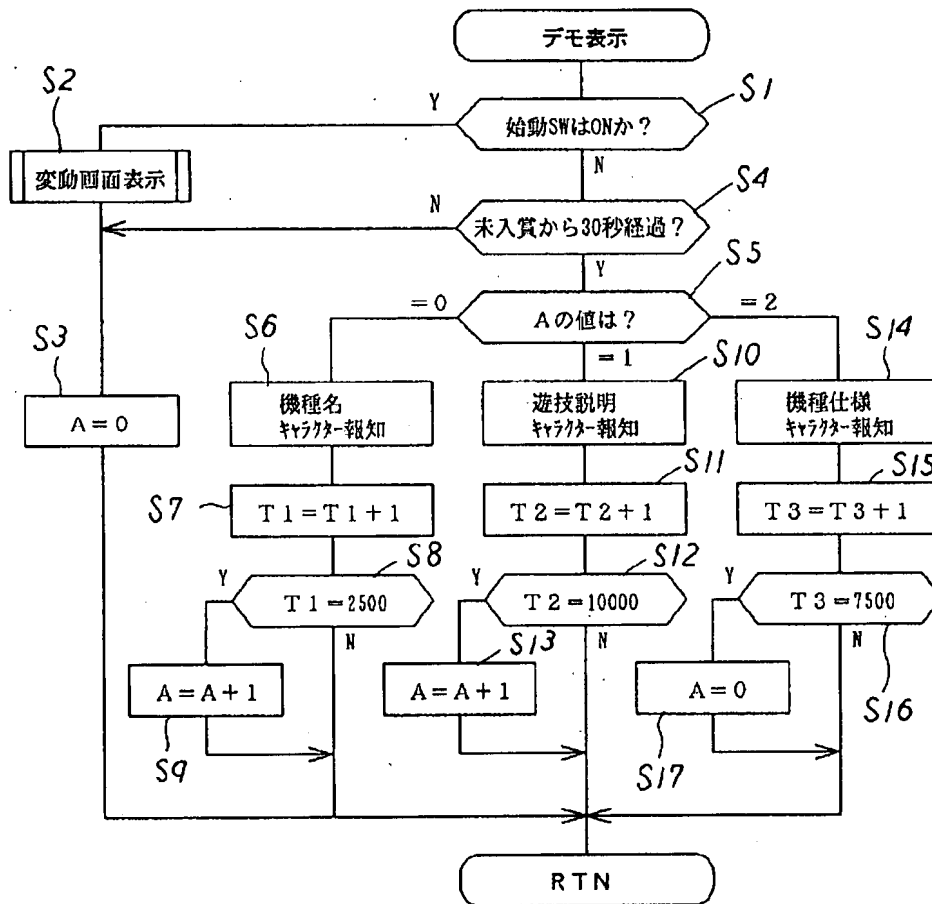 デモ表示
S1
S2
Y
始動SWはONか?
N
変動画面表示
S4
N
未入賞から30秒経過?
Y
S5
=0
Aの値は?
=2
=1
S3
S6
S10
S14
A=0
機種名
キャラクター報知
遊技説明
キャラクター報知
機種仕様
キャラクター報知
S7
T1=T1+1
S11
T2=T2+1
S15
T3=T3+1
S8
Y
T1=2500
N
S12
Y
T2=10000
N
Y
T3=7500
N
S16
A=A+1
S9
S13
A=A+1
A=0
S17
RTN